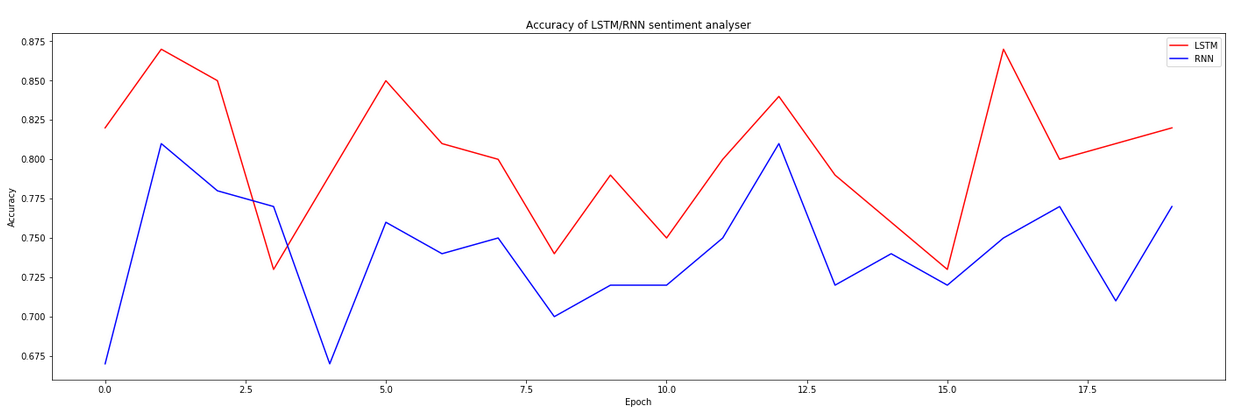 Accuracy of LSTM/RNN sentiment analyser
0.875
0.850
0.825
0.800
0.775
0.750
0.725
0.700
0.675
Accuracy
LSTM
RNN
0.0 2.5 5.0 7.5 10.0 12.5 15.0 17.5
Epoch